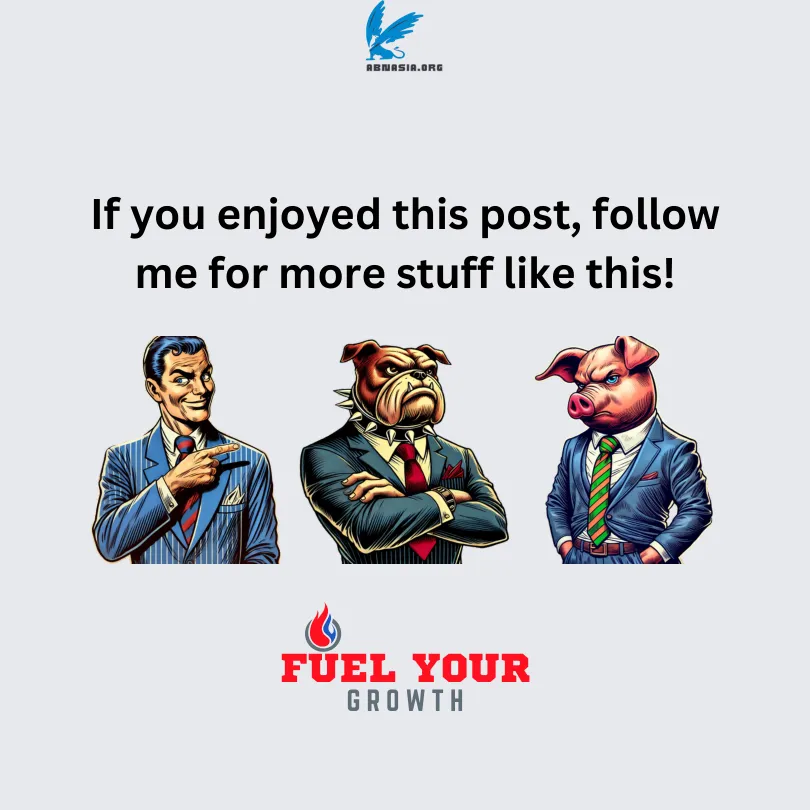 ABNASIA.ORG
If you enjoyed this post, follow
me for more stuff like this!
FUEL YOUR
GROWTH